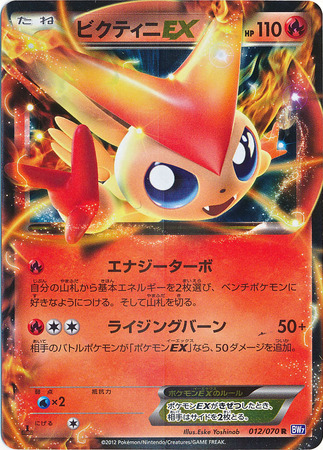 たね
ビクティニEX
HP 110
エナジーターボ
自分の山札から基本エネルギーを2枚選び、ベンチポケモンに
好きなようにつける。そして山札を切る。
ライジングバーン 50+
相手のバトルポケモンが「ポケモンEX」なら、50ダメージを追加。
弱点
×2
抵抗力
にげる
ポケモンEXのルール
ポケモンEXがきぜつしたとき、
相手はサイドを2枚とる。
Illus.Eske Yoshinob
012/070 R BW7
©2012 Pokémon/Nintendo/Creatures/GAME FREAK.